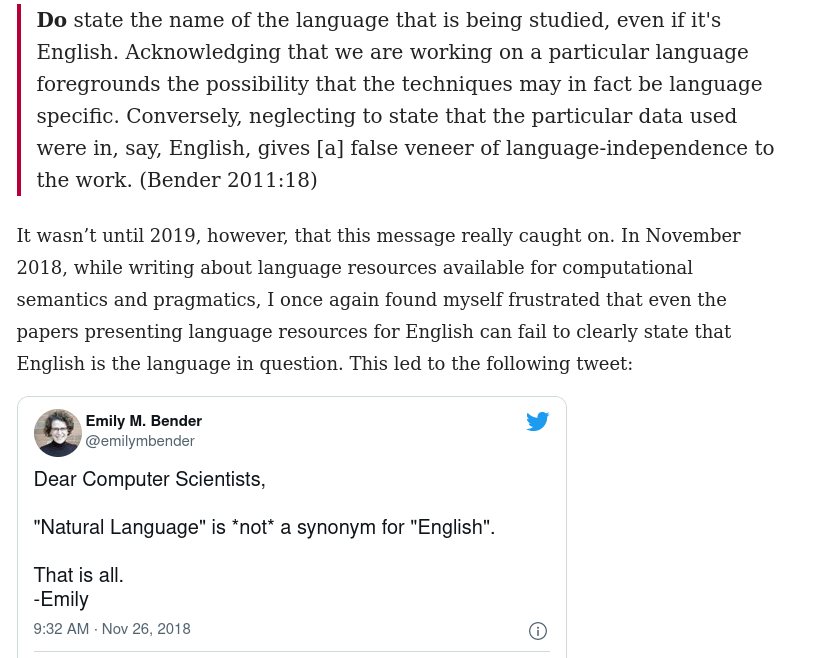 Do state the name of the language that is being studied, even if it's
English. Acknowledging that we are working on a particular language
foregrounds the possibility that the techniques may in fact be language
specific. Conversely, neglecting to state that the particular data used
were in, say, English, gives [a] false veneer of language-independence to
the work. (Bender 2011:18)
It wasn’t until 2019, however, that this message really caught on. In November
2018, while writing about language resources available for computational
semantics and pragmatics, I once again found myself frustrated that even the
papers presenting language resources for English can fail to clearly state that
English is the language in question. This led to the following tweet:
Emily M. Bender
@emilymbender
Dear Computer Scientists,
"Natural Language" is *not* a synonym for "English".
That is all.
-Emily
9:32 AM · Nov 26, 2018